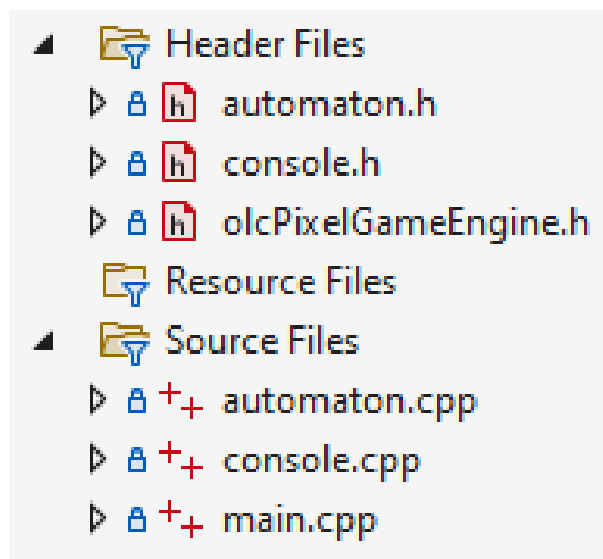 Header Files
h automaton.h
h console.h
h olcPixelGameEngine.h
Resource Files
Source Files
++ automaton.cpp
++ console.cpp
++ main.cpp